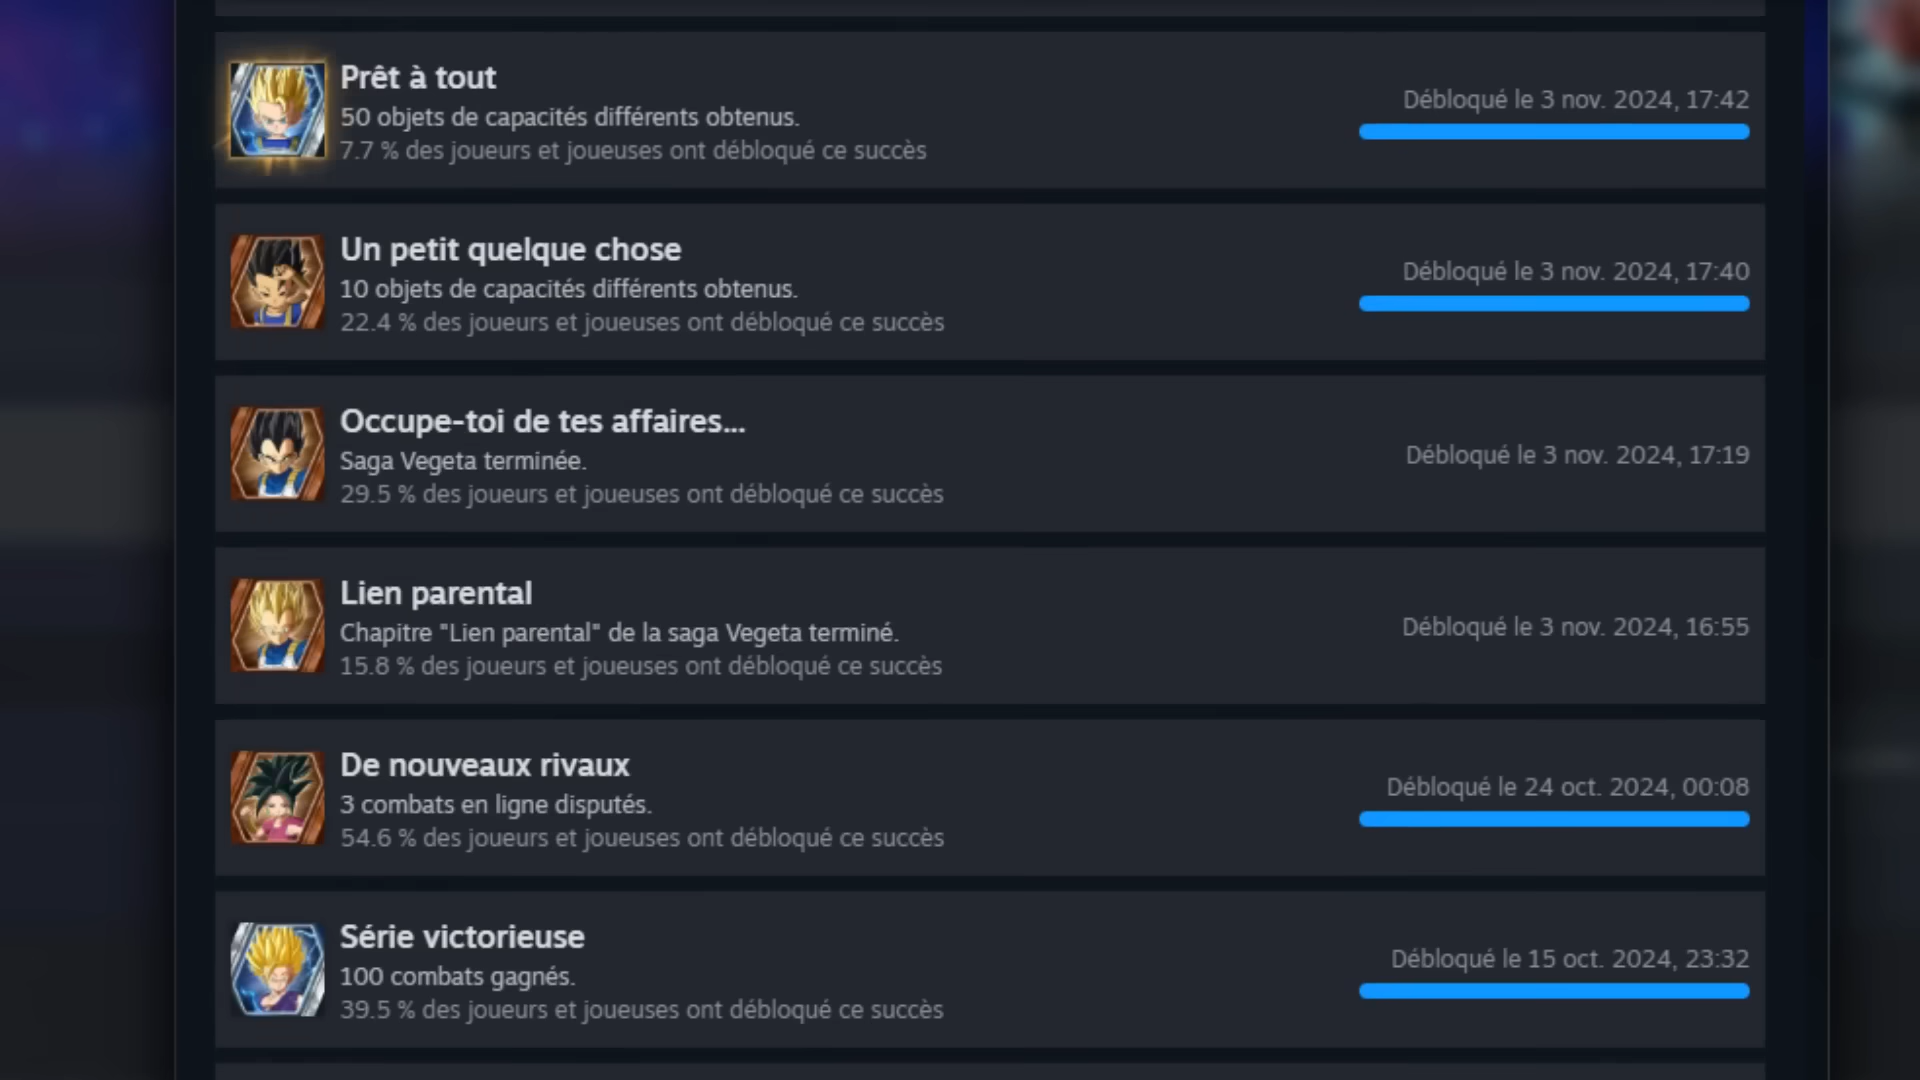 Prêt à tout
50 objets de capacités différents obtenus.
7.7 % des joueurs et joueuses ont débloqué ce succès
Débloqué le 3 nov. 2024, 17:42
Un petit quelque chose
10 objets de capacités différents obtenus.
22.4 % des joueurs et joueuses ont débloqué ce succès
Débloqué le 3 nov. 2024, 17:40
Occupe-toi de tes affaires...
Saga Vegeta terminée.
29.5 % des joueurs et joueuses ont débloqué ce succès
Débloqué le 3 nov. 2024, 17:19
Lien parental
Chapitre "Lien parental" de la saga Vegeta terminé.
15.8 % des joueurs et joueuses ont débloqué ce succès
Débloqué le 3 nov. 2024, 16:55
De nouveaux rivaux
3 combats en ligne disputés.
54.6 % des joueurs et joueuses ont débloqué ce succès
Débloqué le 24 oct. 2024, 00:08
Série victorieuse
100 combats gagnés.
39.5 % des joueurs et joueuses ont débloqué ce succès
Débloqué le 15 oct. 2024, 23:32